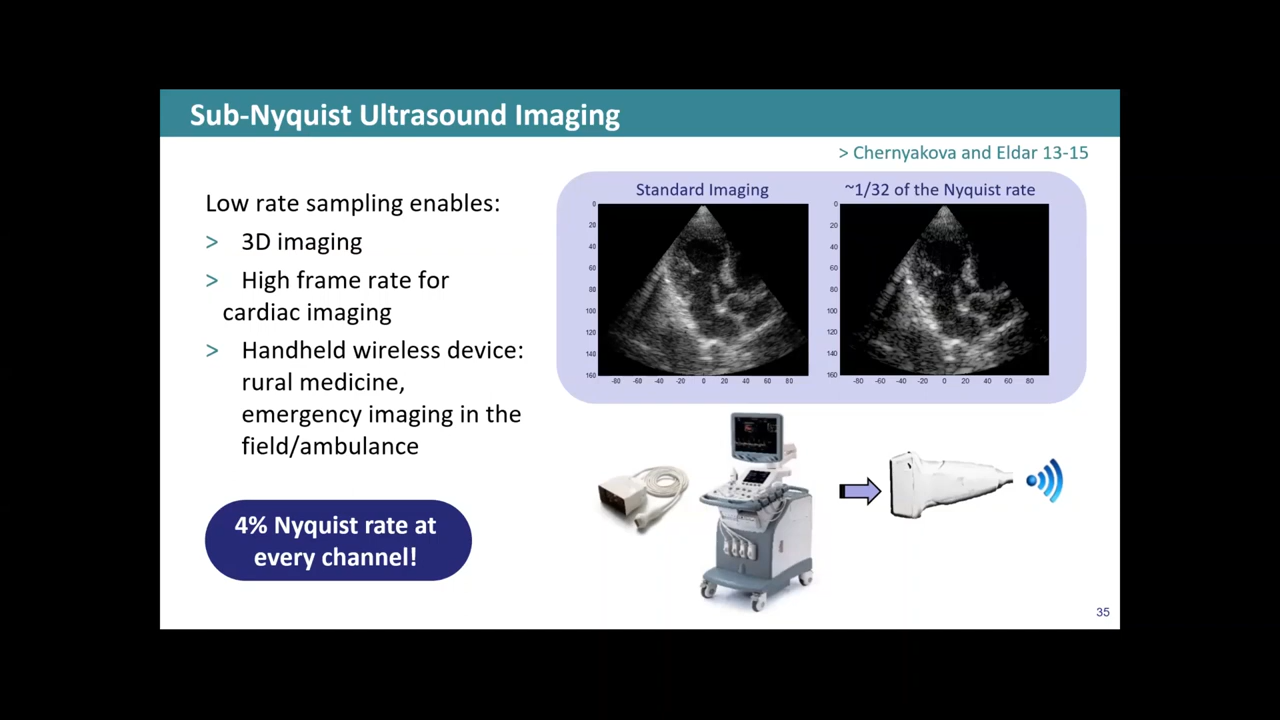 Sub-Nyquist Ultrasound Imaging
> Chernyakova and Eldar 13-15
Low rate sampling enables:
> 3D imaging
> High frame rate for
cardiac imaging
> Handheld wireless device:
rural medicine,
emergency imaging in the
field/ambulance
4% Nyquist rate at
every channel!
Standard Imaging
0
20
40
60
80
100
120
140
160
-80 -60 -40 -20 0 20 40 60 80
~1/32 of the Nyquist rate
0
20
40
60
80
100
120
140
160
-80 -60 -40 -20 0 20 40 60 80
35